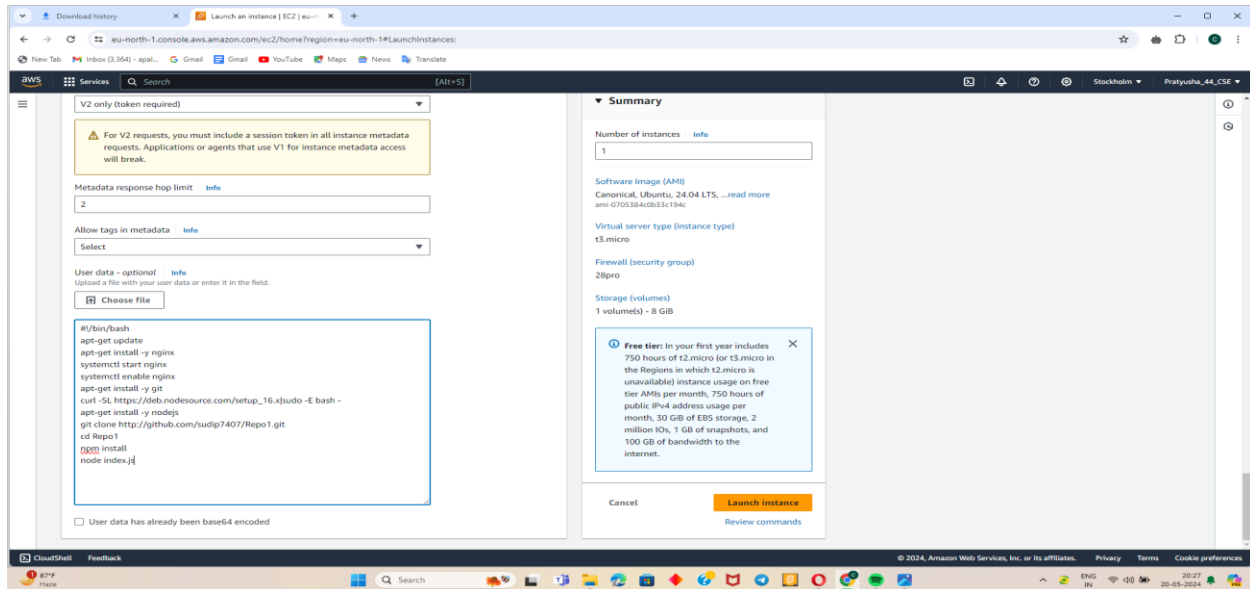 Download history
Launch an instance | EC2 | eu-n
eu-north-1.console.aws.amazon.com/ec2/home?region=eu-north-1#LaunchInstances:
New Tab
Inbox (3,364) - apal...
Gmail
Gmail
YouTube
Maps
News
Translate
aws
Services
Search
[Alt+S]
Stockholm
Pratyusha_44_CSE
V2 only (token required)
For V2 requests, you must include a session token in all instance metadata
requests. Applications or agents that use V1 for instance metadata access
will break.
Metadata response hop limit Info
2
Allow tags in metadata Info
Select
User data - optional Info
Upload a file with your user data or enter it in the field.
Choose file
#!/bin/bash
apt-get update
apt-get install -y nginx
systemctl start nginx
systemctl enable nginx
apt-get install -y git
curl -SL https://deb.nodesource.com/setup_16.x|sudo -E bash -
apt-get install -y nodejs
git clone http://github.com/sudip7407/Repo1.git
cd Repo1
npm install
node index.js
User data has already been base64 encoded
Summary
Number of instances Info
1
Software Image (AMI)
Canonical, Ubuntu, 24.04 LTS, ...read more
ami-0705384c0b33c194c
Virtual server type (instance type)
t3.micro
Firewall (security group)
28pro
Storage (volumes)
1 volume(s) - 8 GiB
Free tier: In your first year includes
750 hours of t2.micro (or t3.micro in
the Regions in which t2.micro is
unavailable) instance usage on free
tier AMIs per month, 750 hours of
public IPv4 address usage per
month, 30 GiB of EBS storage, 2
million IOs, 1 GB of snapshots, and
100 GB of bandwidth to the
internet.
Cancel
Launch instance
Review commands
CloudShell
Feedback
© 2024, Amazon Web Services, Inc. or its affiliates.
Privacy
Terms
Cookie preferences
87°F
Haze
Search
ENG
IN
20:27
20-05-2024